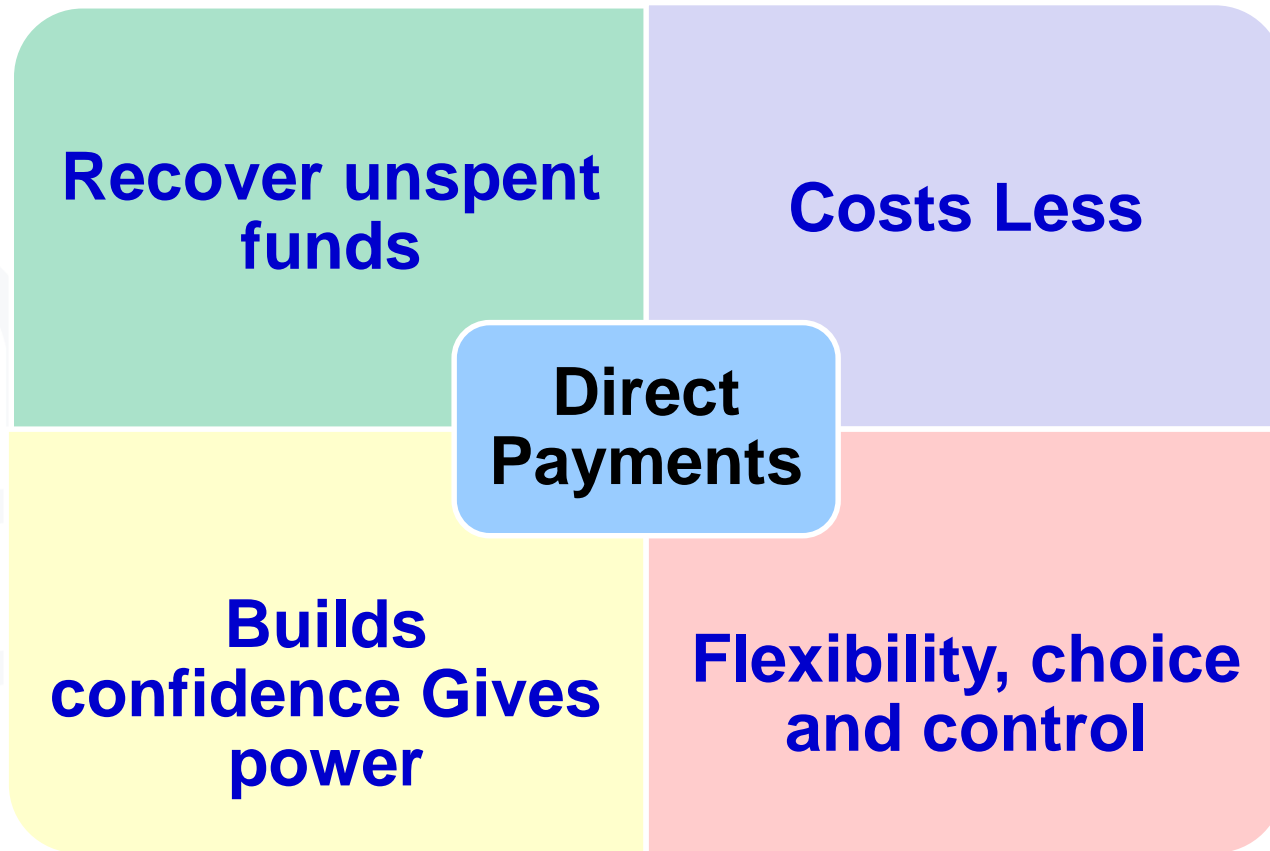 Recover unspent
funds
Costs Less
Direct
Payments
Builds
confidence Gives
power
Flexibility, choice
and control